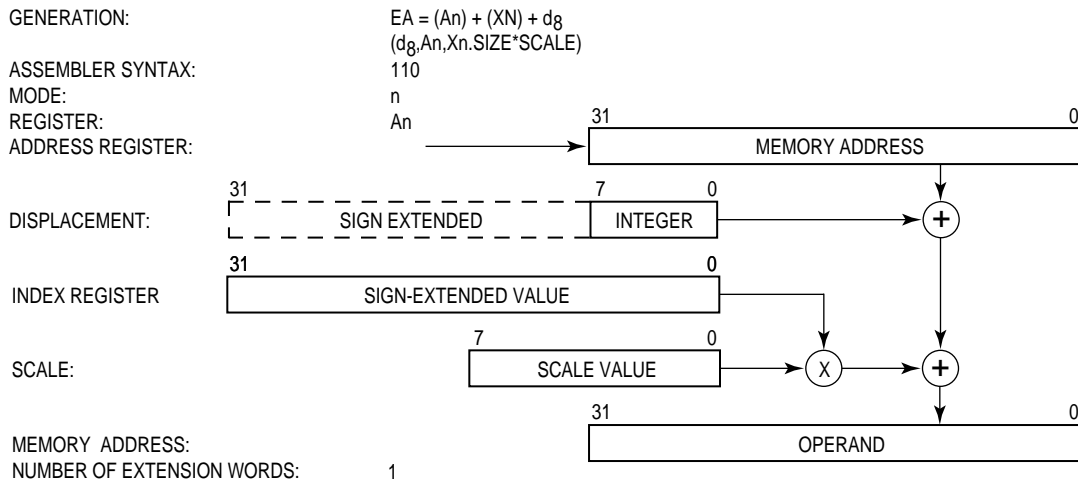 GENERATION: EA = (An) + (XN) + d8
(d8,An,Xn.SIZE*SCALE)
ASSEMBLER SYNTAX: 110
MODE: n
REGISTER: An
ADDRESS REGISTER:
31 0
MEMORY ADDRESS
31 7 0
DISPLACEMENT: SIGN EXTENDED INTEGER +
31 0
INDEX REGISTER SIGN-EXTENDED VALUE
7 0
SCALE: SCALE VALUE X +
31 0
MEMORY ADDRESS: OPERAND
NUMBER OF EXTENSION WORDS: 1